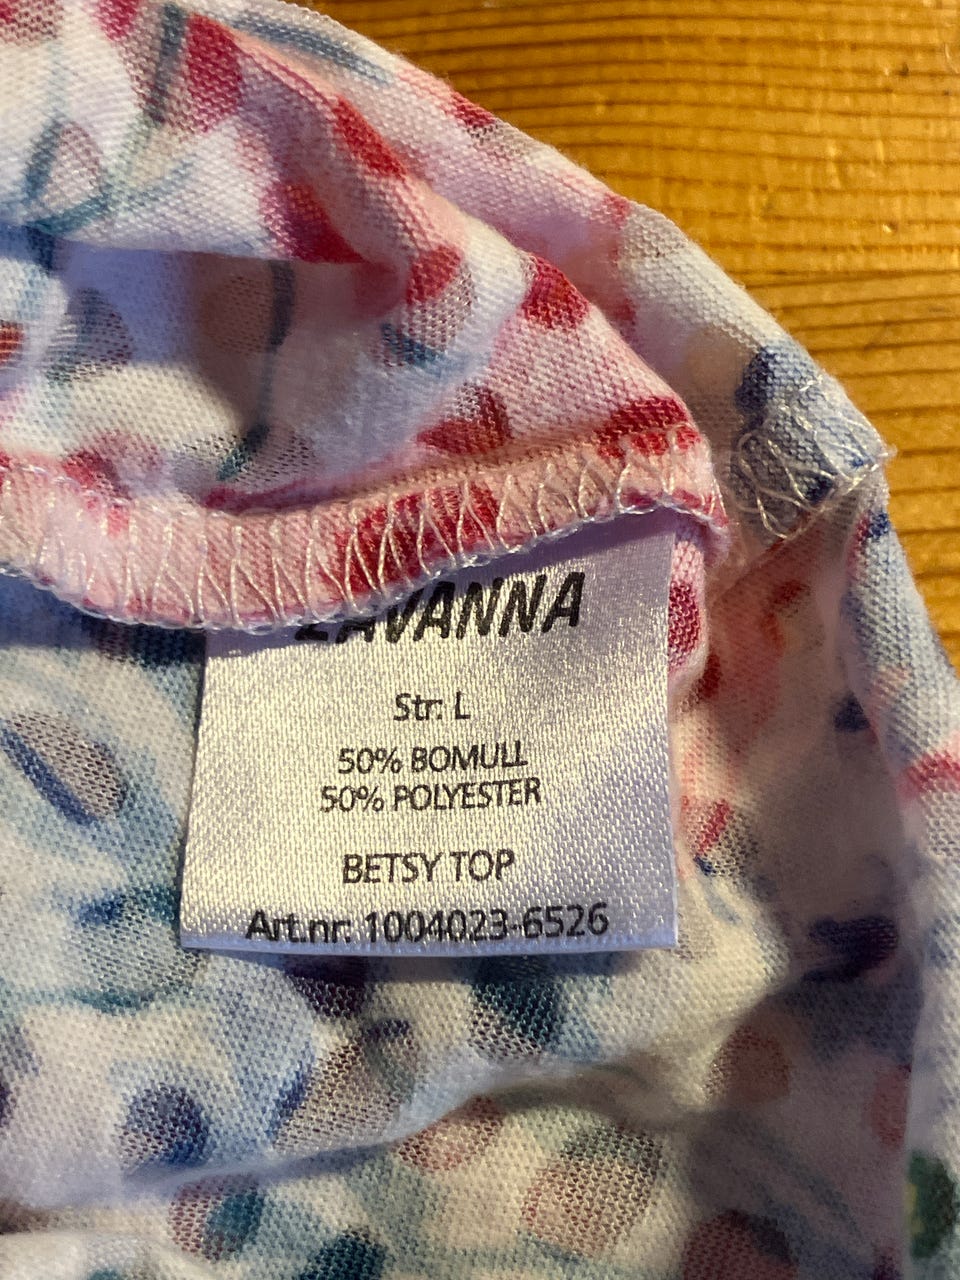 ZAVANNA
Str: L
50% BOMULL
50% POLYESTER
BETSY TOP
Art.nr: 1004023-6526